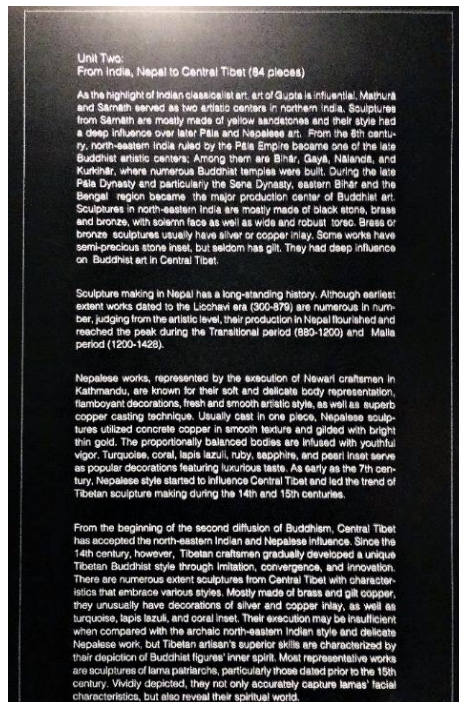 Unit Two:
From India, Nepal to Central Tibet (84 pieces)
As the highlight of Indian classicalist art, art of Gupta is influential. Mathurā
and Sārnāth served as two artistic centers in northern India. Sculptures
from Sārnāth are mostly made of yellow sandstones and their style had
a deep influence over later Pāla and Nepalese art. From the 8th centu-
ry, north-eastern India ruled by the Pāla Empire became one of the late
Buddhist artistic centers; Among them are Bihār, Gayā, Nālandā, and
Kurkihār, where numerous Buddhist temples were built. During the late
Pāla Dynasty and particularly the Sena Dynasty, eastern Bihār and the
Bengal region became the major production center of Buddhist art.
Sculptures in north-eastern India are mostly made of black stone, brass
and bronze, with solemn face as well as wide and robust torso. Brass or
bronze sculptures usually have silver or copper inlay. Some works have
semi-precious stone inset, but seldom has gilt. They had deep influence
on Buddhist art in Central Tibet.
Sculpture making in Nepal has a long-standing history. Although earliest
extent works dated to the Licchavi era (300-879) are numerous in num-
ber, judging from the artistic level, their production in Nepal flourished and
reached the peak during the Transitional period (880-1200) and Malla
period (1200-1428).
Nepalese works, represented by the execution of Newari craftsmen in
Kathmandu, are known for their soft and delicate body representation,
flamboyant decorations, fresh and smooth artistic style, as well as superb
copper casting technique. Usually cast in one piece, Nepalese sculp-
tures utilized concrete copper in smooth texture and gilded with bright
thin gold. The proportionally balanced bodies are infused with youthful
vigor. Turquoise, coral, lapis lazuli, ruby, sapphire, and pearl inset serve
as popular decorations featuring luxurious taste. As early as the 7th cen-
tury, Nepalese style started to influence Central Tibet and led the trend of
Tibetan sculpture making during the 14th and 15th centuries.
From the beginning of the second diffusion of Buddhism, Central Tibet
has accepted the north-eastern Indian and Nepalese influence. Since the
14th century, however, Tibetan craftsmen gradually developed a unique
Tibetan Buddhist style through imitation, convergence, and innovation.
There are numerous extent sculptures from Central Tibet with character-
istics that embrace various styles. Mostly made of brass and gilt copper,
they unusually have decorations of silver and copper inlay, as well as
turquoise, lapis lazuli, and coral inset. Their execution may be insufficient
when compared with the archaic north-eastern Indian style and delicate
Nepalese work, but Tibetan artisan's superior skills are characterized by
their depiction of Buddhist figures' inner spirit. Most representative works
are sculptures of lama patriarchs, particularly those dated prior to the 15th
century. Vividly depicted, they not only accurately capture lamas' facial
characteristics, but also reveal their spiritual world.